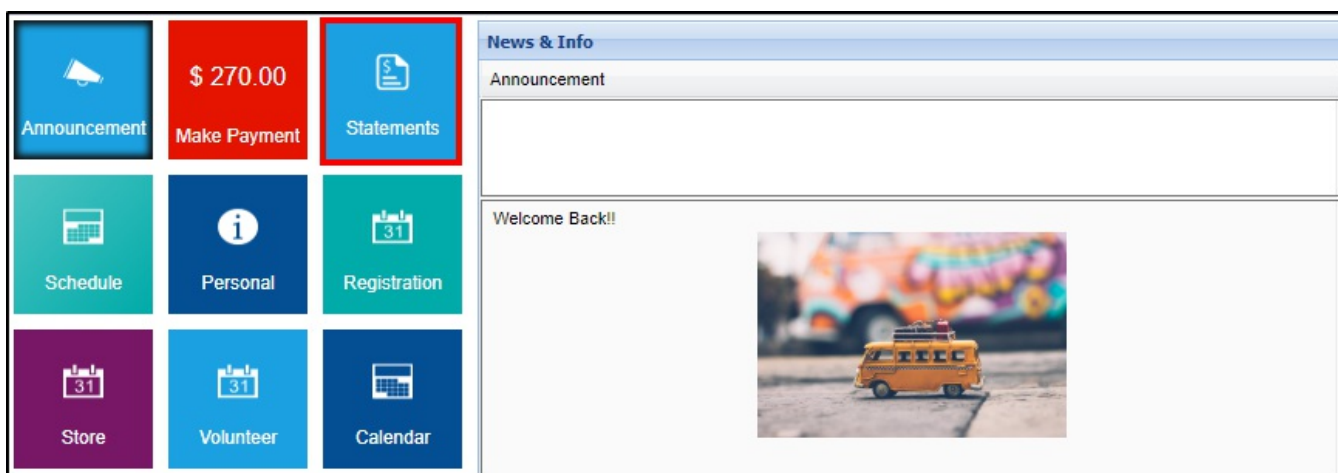 Announcement
$ 270.00
Make Payment
$
Statements
Schedule
i
Personal
31
Registration
31
Store
31
Volunteer
Calendar
News & Info
Announcement
Welcome Back!!